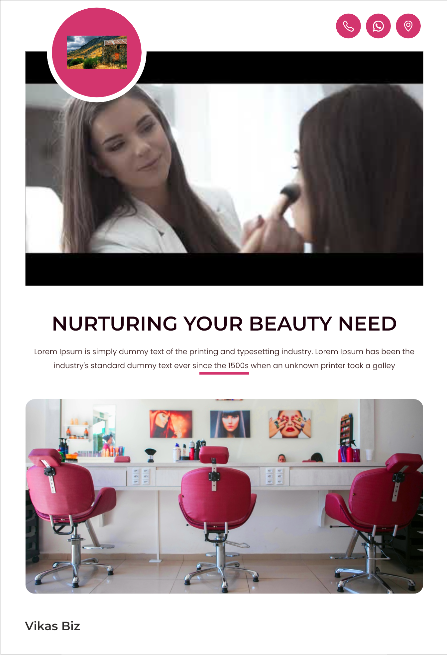 NURTURING YOUR BEAUTY NEED
Lorem Ipsum is simply dummy text of the printing and typesetting industry. Lorem Ipsum has been the
industry's standard dummy text ever since the 1500s when an unknown printer took a galley
Vikas Biz